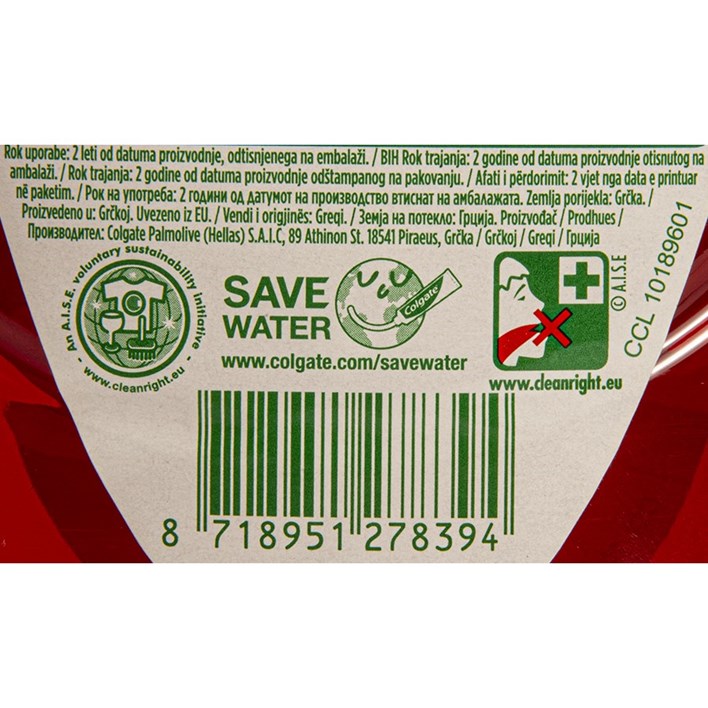 Rok uporabe: 2 leti od datuma proizvodnje, odtisnjenega na embalaži. / BIH Rok trajanja: 2 godine od datuma proizvodnje otisnutog na
ambalaži. / Rok trajanja: 2 godine od datuma proizvodnje odštampanog na pakovanju. / Afati i përdorimit: 2 vjet nga data e printuar
në paketim. / Рок на употреба: 2 години од датумот на производство втиснат на амбалажата. Zemlja porijekla: Grčka. /
Proizvedeno u: Grčkoj. Uvezeno iz EU. / Vendi i origjinës: Greqi. / Земја на потекло: Грција. Proizvođač / Prodhues /
Производител: Colgate Palmolive (Hellas) S.A.I.C, 89 Athinon St. 18541 Piraeus, Grčka / Grčkoj / Greqi / Грција
- An A.I.S.E. voluntary sustainability initiative -
www.cleanright.eu
SAVE
WATER
Colgate
www.colgate.com/savewater
www.cleanright.eu
© A.I.S.E
CCL 10189601
8 718951 278394